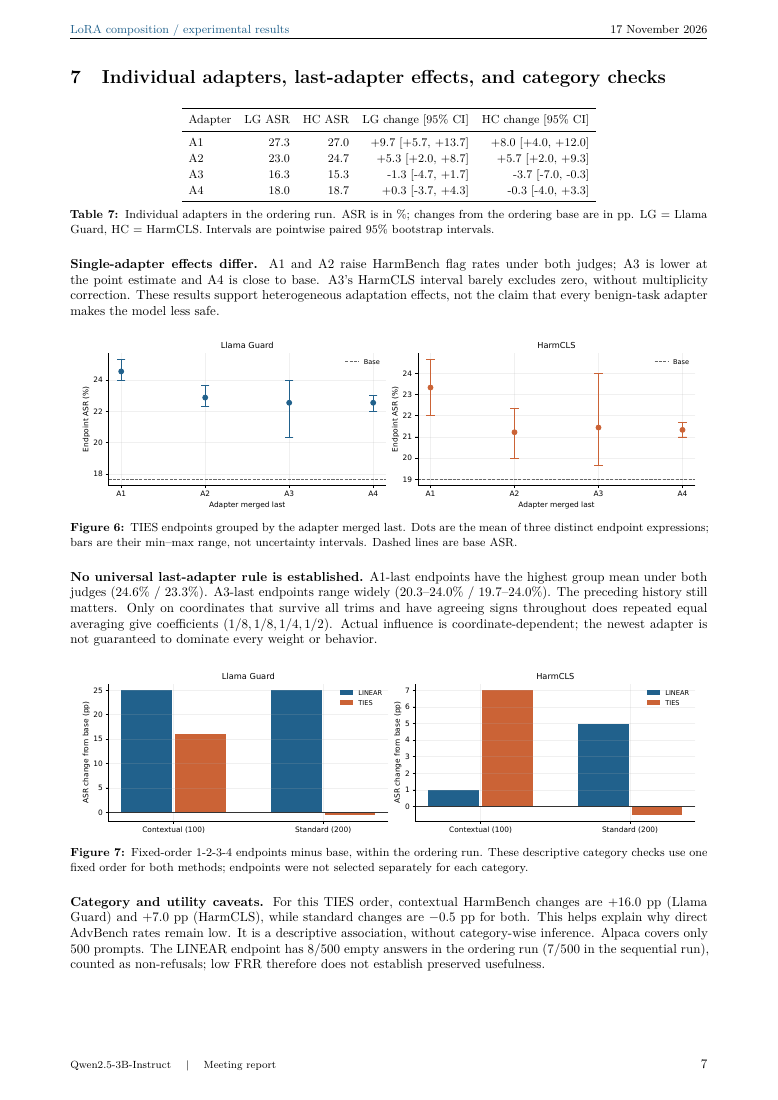 LoRA composition / experimental results 17 November 2026
7 Individual adapters, last-adapter effects, and category checks
Adapter LG ASR HC ASR LG change [95% CI] HC change [95% CI]
A1 27.3 27.0 +9.7 [+5.7, +13.7] +8.0 [+4.0, +12.0]
A2 23.0 24.7 +5.3 [+2.0, +8.7] +5.7 [+2.0, +9.3]
A3 16.3 15.3 -1.3 [-4.7, +1.7] -3.7 [-7.0, -0.3]
A4 18.0 18.7 +0.3 [-3.7, +4.3] -0.3 [-4.0, +3.3]
Table 7: Individual adapters in the ordering run. ASR is in %; changes from the ordering base are in pp. LG = Llama
Guard, HC = HarmCLS. Intervals are pointwise paired 95% bootstrap intervals.
Single-adapter effects differ. A1 and A2 raise HarmBench flag rates under both judges; A3 is lower at
the point estimate and A4 is close to base. A3's HarmCLS interval barely excludes zero, without multiplicity
correction. These results support heterogeneous adaptation effects, not the claim that every benign-task adapter
makes the model less safe.
Llama Guard
Base
Endpoint ASR (%)
24
22
20
18
A1 A2 A3 A4
Adapter merged last
HarmCLS
Base
Endpoint ASR (%)
24
23
22
21
20
19
A1 A2 A3 A4
Adapter merged last
Figure 6: TIES endpoints grouped by the adapter merged last. Dots are the mean of three distinct endpoint expressions;
bars are their min–max range, not uncertainty intervals. Dashed lines are base ASR.
No universal last-adapter rule is established. A1-last endpoints have the highest group mean under both
judges (24.6% / 23.3%). A3-last endpoints range widely (20.3–24.0% / 19.7–24.0%). The preceding history still
matters. Only on coordinates that survive all trims and have agreeing signs throughout does repeated equal
averaging give coefficients (1/8, 1/8, 1/4, 1/2). Actual influence is coordinate-dependent; the newest adapter is
not guaranteed to dominate every weight or behavior.
Llama Guard
LINEAR
TIES
ASR change from base (pp)
25
20
15
10
5
0
Contextual (100) Standard (200)
HarmCLS
LINEAR
TIES
ASR change from base (pp)
7
6
5
4
3
2
1
0
Contextual (100) Standard (200)
Figure 7: Fixed-order 1-2-3-4 endpoints minus base, within the ordering run. These descriptive category checks use one
fixed order for both methods; endpoints were not selected separately for each category.
Category and utility caveats. For this TIES order, contextual HarmBench changes are +16.0 pp (Llama
Guard) and +7.0 pp (HarmCLS), while standard changes are −0.5 pp for both. This helps explain why direct
AdvBench rates remain low. It is a descriptive association, without category-wise inference. Alpaca covers only
500 prompts. The LINEAR endpoint has 8/500 empty answers in the ordering run (7/500 in the sequential run),
counted as non-refusals; low FRR therefore does not establish preserved usefulness.
Qwen2.5-3B-Instruct | Meeting report 7